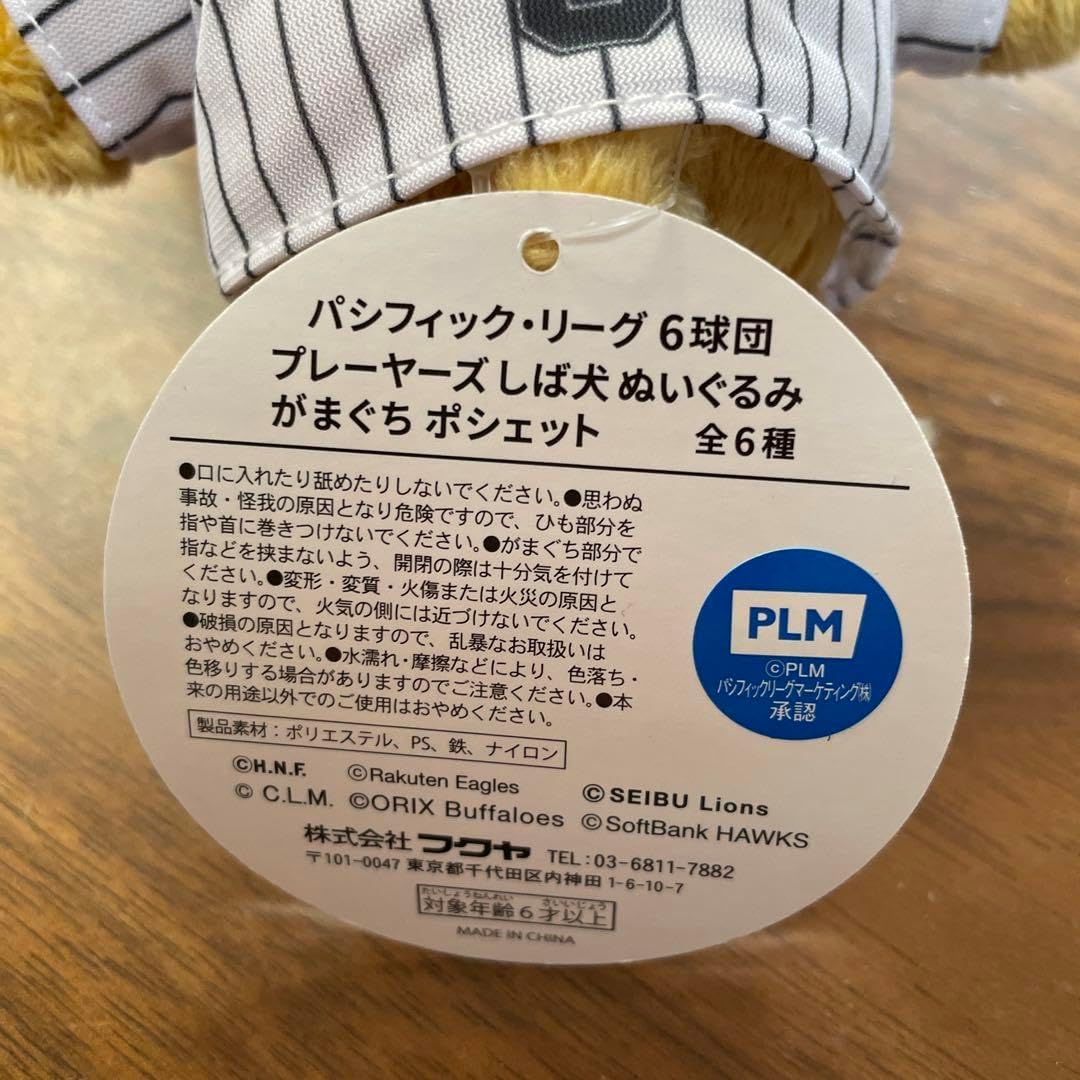 パシフィック・リーグ 6球団
プレーヤーズ しば犬 ぬいぐるみ
がまぐち ポシェット 全6種
●口に入れたり舐めたりしないでください。●思わぬ
事故・怪我の原因となり危険ですので、ひも部分を
指や首に巻きつけないでください。●がまぐち部分で
指などを挟まないよう、開閉の際は十分気を付けて
ください。●変形・変質・火傷または火災の原因と
なりますので、火気の側には近づけないでください。
●破損の原因となりますので、乱暴なお取扱いは
おやめください。●水濡れ・摩擦などにより、色落ち・
色移りする場合がありますのでご注意ください。●本
来の用途以外でのご使用はおやめください。
製品素材:ポリエステル、PS、鉄、ナイロン
PLM
©PLM
パシフィックリーグマーケティング㈱
承認
©H.N.F. ©Rakuten Eagles ©SEIBU Lions
© C.L.M. ©ORIX Buffaloes ©SoftBank HAWKS
株式会社 フクヤ TEL:03-6811-7882
〒101-0047 東京都千代田区内神田1-6-10-7
たいしょうねんれい さいいじょう
対象年齢6才以上
MADE IN CHINA